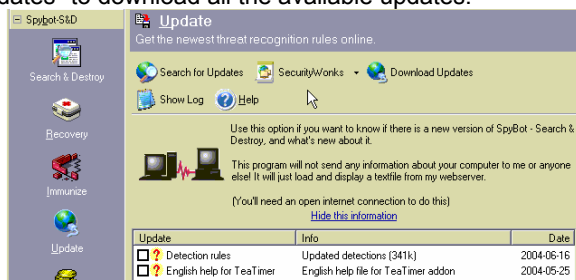 dates" to download all the available updates.
Spybot-S&D
Search & Destroy
Recovery
Immunize
Update
Update
Get the newest threat recognition rules online.
Search for Updates SecurityWonks Download Updates
Show Log Help
Use this option if you want to know if there is a new version of SpyBot - Search & Destroy, and what's new about it.
This program will not send any information about your computer to me or anyone else! It will just load and display a textfile from my webserver.
(You'll need an open internet connection to do this)
Hide this information
Update Info Date
? Detection rules Updated detections (341k) 2004-06-16
? English help for TeaTimer English help file for TeaTimer addon 2004-05-25